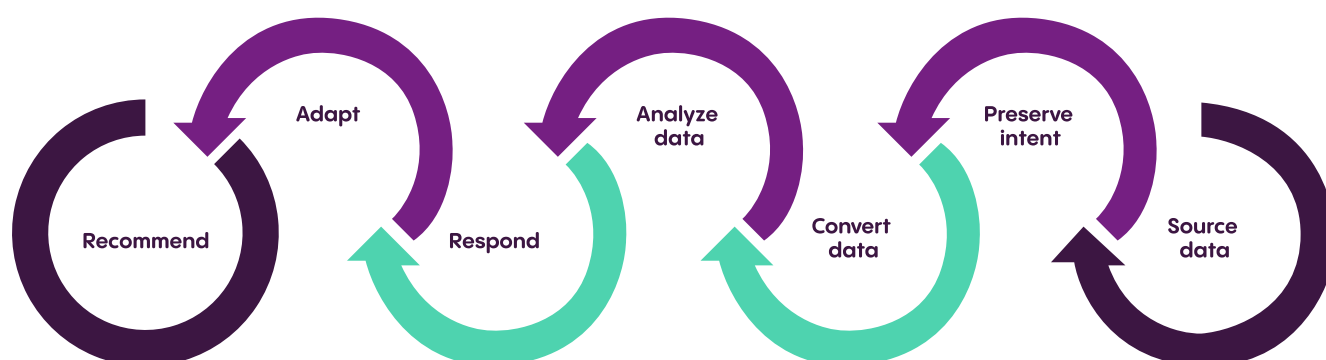 Recommend
Adapt
Respond
Analyze
data
Convert
data
Preserve
intent
Source
data